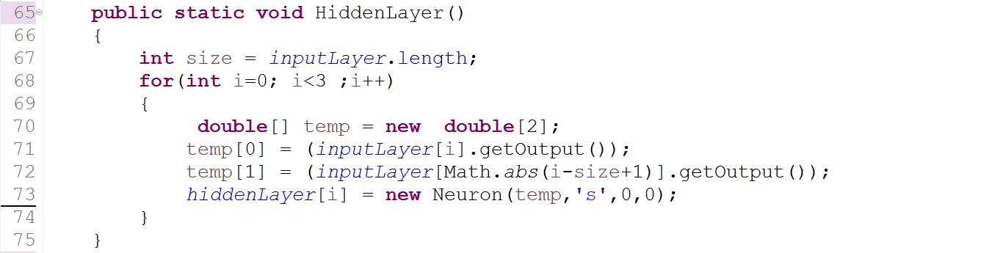 65 public static void HiddenLayer()
66 {
67 int size = inputLayer.length;
68 for(int i=0; i<3 ;i++)
69 {
70 double[] temp = new  double[2];
71 temp[0] = (inputLayer[i].getOutput());
72 temp[1] = (inputLayer[Math.abs(i-size+1)].getOutput());
73 hiddenLayer[i] = new Neuron(temp,'s',0,0);
74 }
75 }